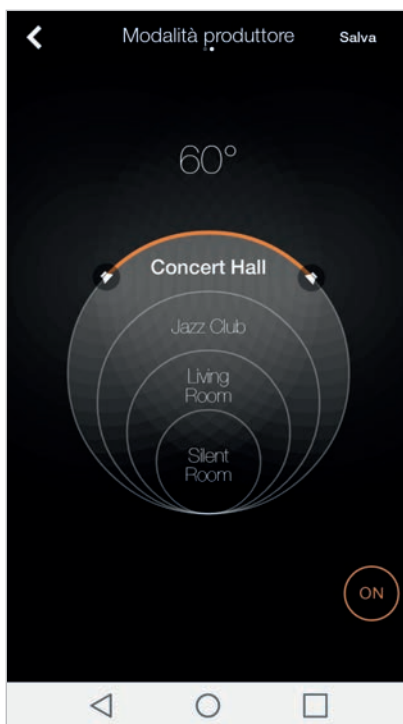 Modalità produttore
Salva
60°
Concert Hall
Jazz Club
Living
Room
Silent
Room
ON